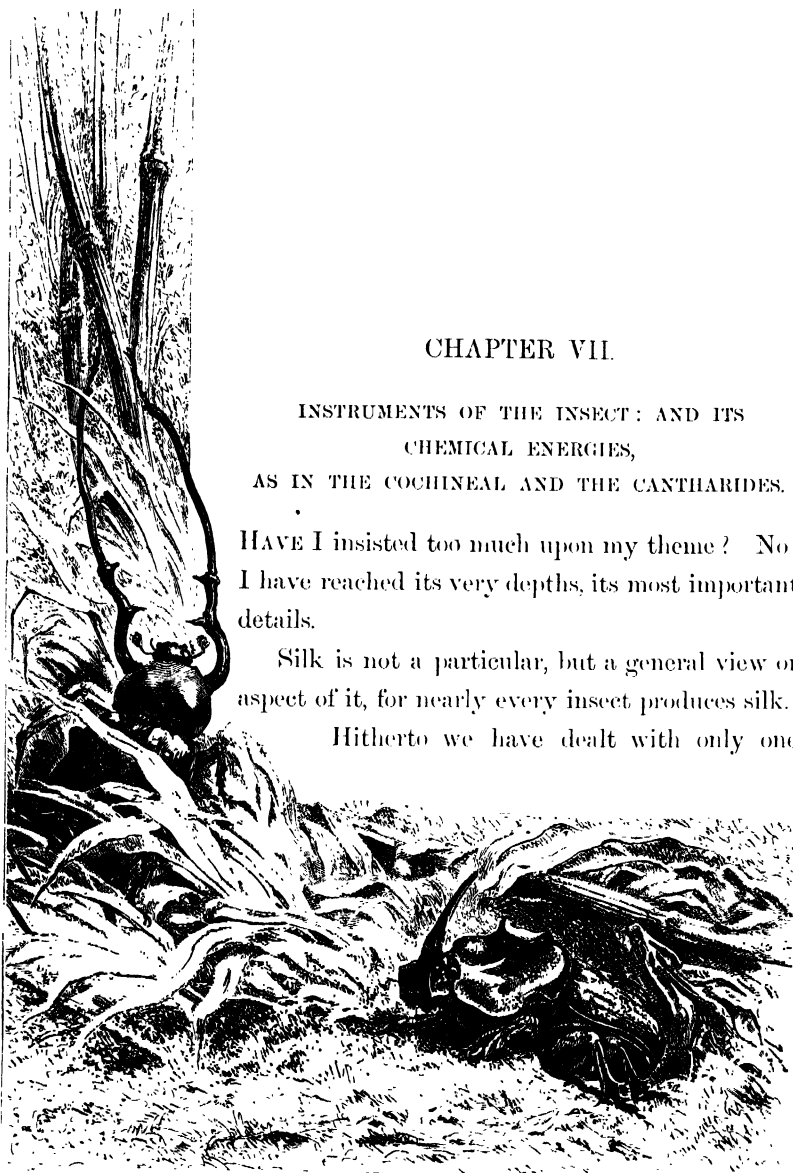 CHAPTER VII.
INSTRUMENTS OF THE INSECT: AND ITS
CHEMICAL ENERGIES,
AS IN THE COCHINEAL AND THE CANTHARIDES.
HAVE I insisted too much upon my theme? No
I have reached its very depths, its most important
details.
Silk is not a particular, but a general view or
aspect of it, for nearly every insect produces silk.
Hitherto we have dealt with only one